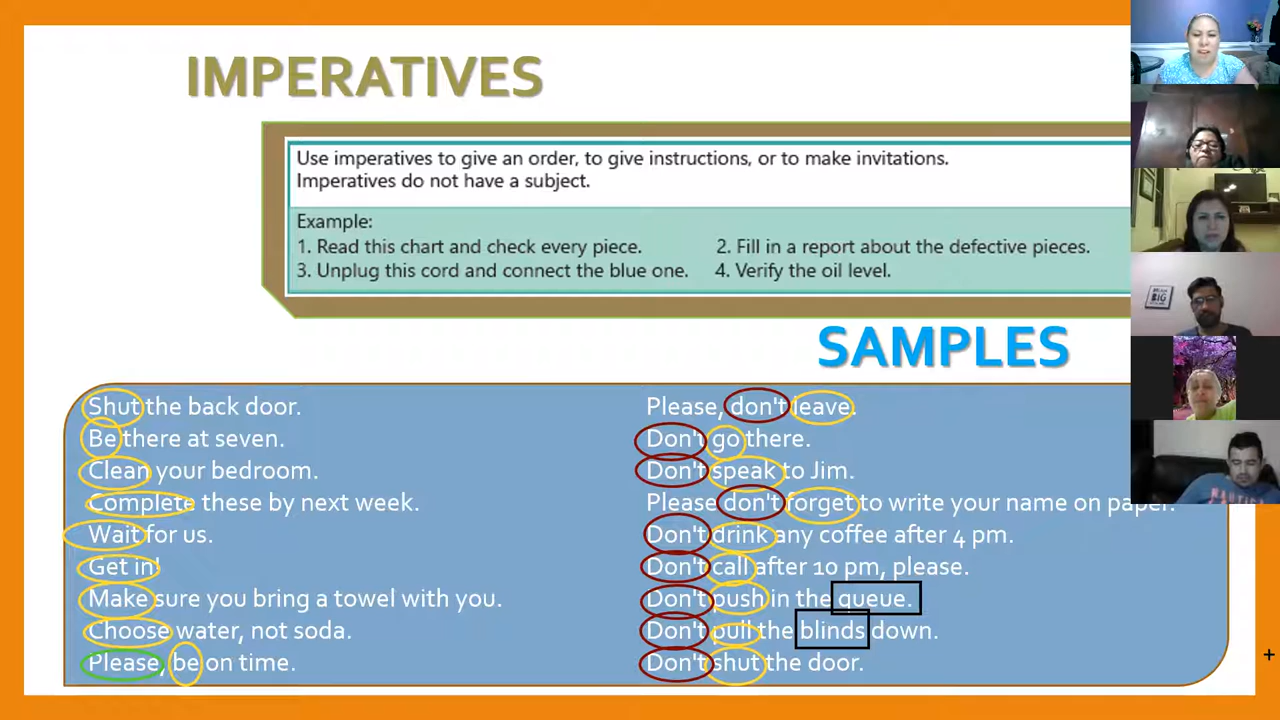 IMPERATIVES
Use imperatives to give an order, to give instructions, or to make invitations.
Imperatives do not have a subject.
Example:
1. Read this chart and check every piece.
2. Fill in a report about the defective pieces.
3. Unplug this cord and connect the blue one.
4. Verify the oil level.
SAMPLES
Shut the back door.
Be there at seven.
Clean your bedroom.
Complete these by next week.
Wait for us.
Get in!
Make sure you bring a towel with you.
Choose water, not soda.
Please, be on time.
Please, don't leave.
Don't go there.
Don't speak to Jim.
Please don't forget to write your name on paper.
Don't drink any coffee after 4 pm.
Don't call after 10 pm, please.
Don't push in the queue.
Don't pull the blinds down.
Don't shut the door.
BIG